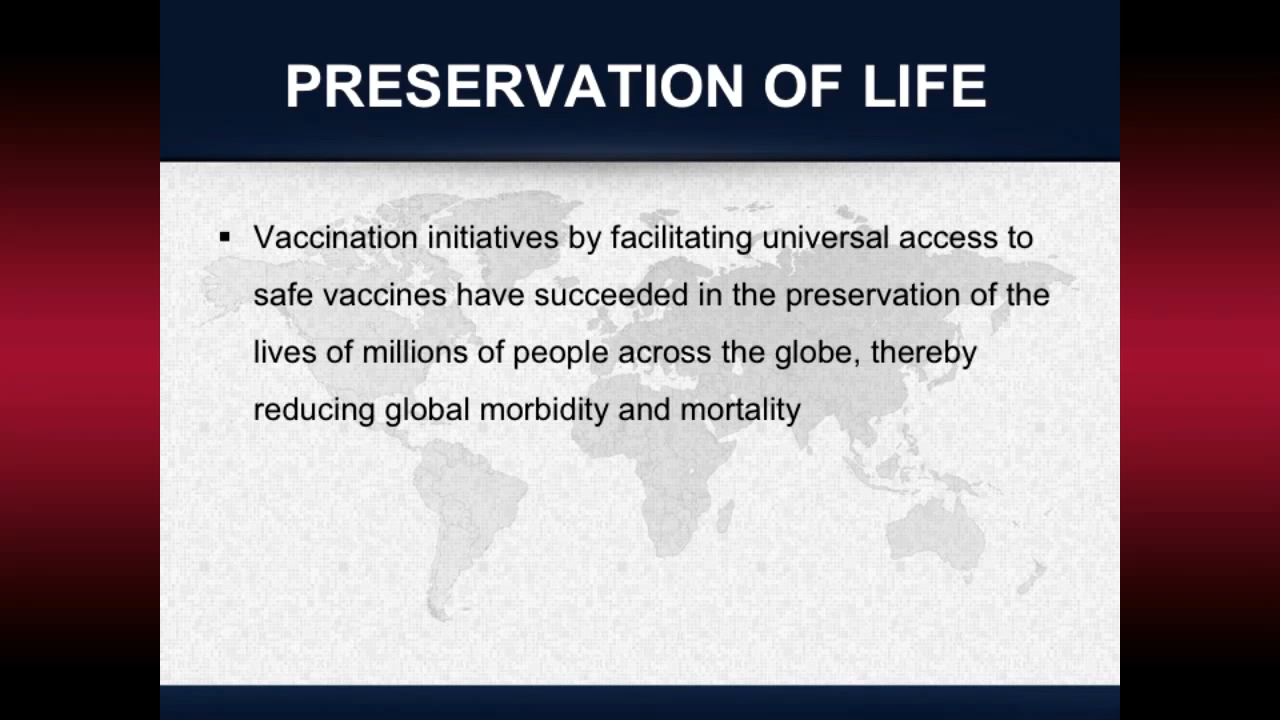 PRESERVATION OF LIFE
▪ Vaccination initiatives by facilitating universal access to
safe vaccines have succeeded in the preservation of the
lives of millions of people across the globe, thereby
reducing global morbidity and mortality